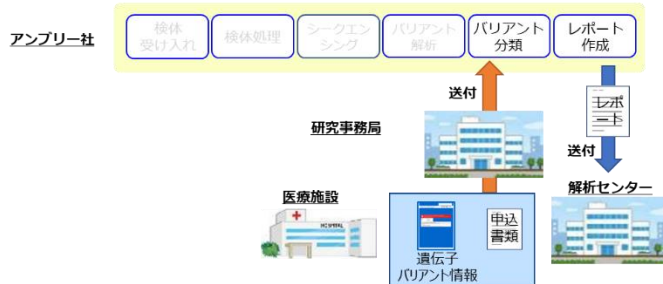 アンブリー社
検体
受け入れ
検体処理
シークエン
シング
バリアント
解析
バリアント
分類
レポート
作成
送付
レポ
ート
研究事務局
送付
医療施設
解析センター
HOSPITAL
申込
書類
遺伝子
バリアント情報